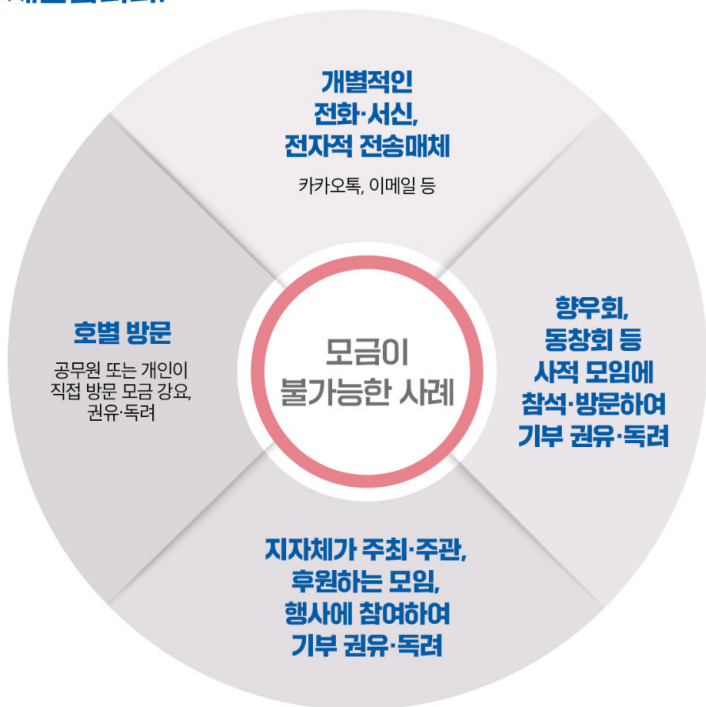 개별적인
전화·서신,
전자적 전송매체
카카오톡, 이메일 등
향우회,
동창회 등
사적 모임에
참석·방문하여
기부 권유·독려
모금이
불가능한 사례
호별 방문
공무원 또는 개인이
직접 방문 모금 강요,
권유·독려
지자체가 주최·주관,
후원하는 모임,
행사에 참여하여
기부 권유·독려